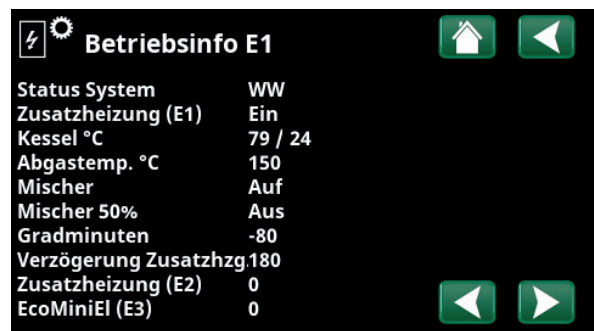 Betriebsinfo E1
Status System WW
Zusatzheizung (E1) Ein
Kessel °C 79 / 24
Abgastemp. °C 150
Mischer Auf
Mischer 50% Aus
Gradminuten -80
Verzögerung Zusatzhzg. 180
Zusatzheizung (E2) 0
EcoMiniEl (E3) 0